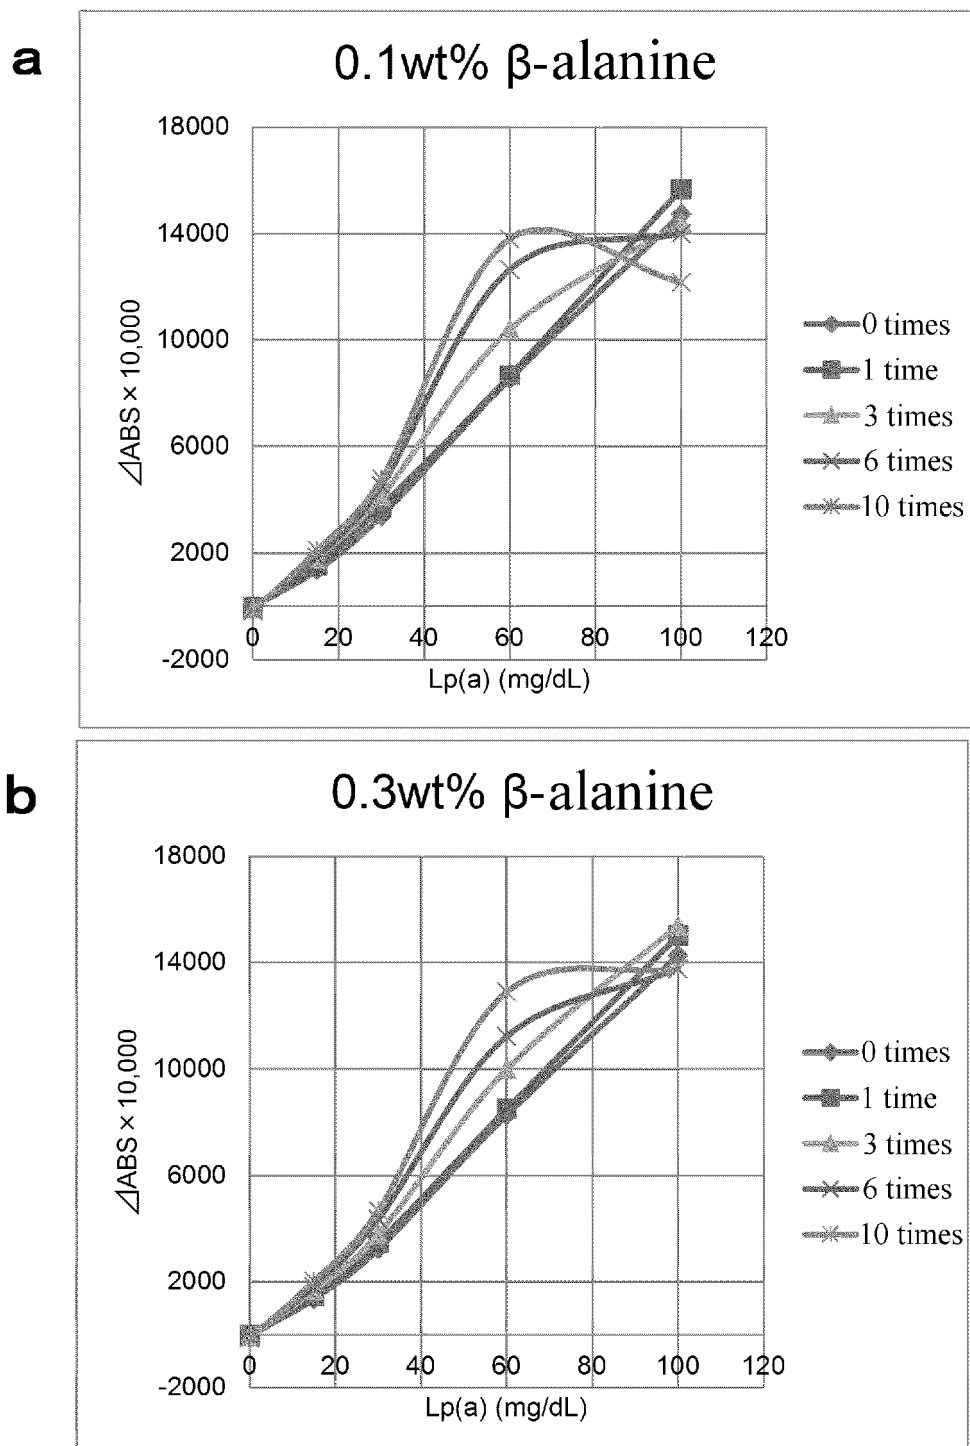 a
0.1wt% β-alanine
18000
14000
10000
6000
2000
-2000
0 20 40 60 80 100 120
⊿ABS × 10,000
Lp(a) (mg/dL)
0 times
1 time
3 times
6 times
10 times
b
0.3wt% β-alanine
18000
14000
10000
6000
2000
-2000
0 20 40 60 80 100 120
⊿ABS × 10,000
Lp(a) (mg/dL)
0 times
1 time
3 times
6 times
10 times